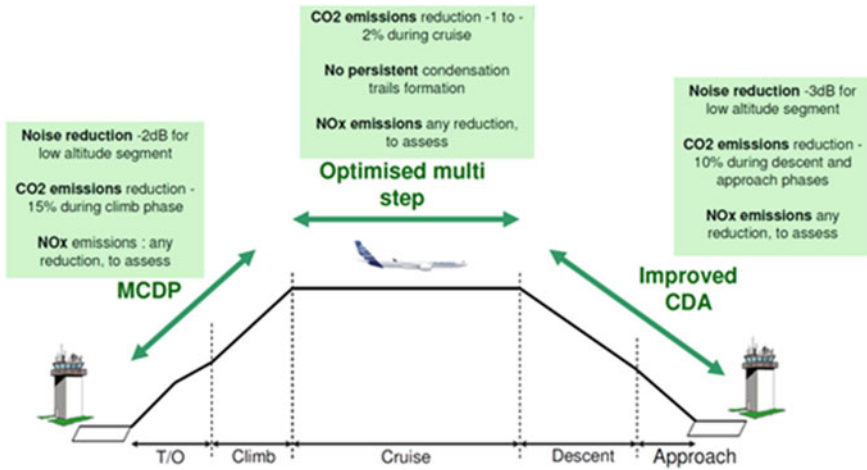 CO2 emissions reduction -1 to -
2% during cruise
No persistent condensation
trails formation
NOx emissions any reduction,
to assess
Noise reduction -2dB for
low altitude segment
CO2 emissions reduction -
15% during climb phase
NOx emissions : any
reduction, to assess
Noise reduction -3dB for
low altitude segment
CO2 emissions reduction -
10% during descent and
approach phases
NOx emissions any
reduction, to assess
Optimised multi
step
MCDP
Improved
CDA
T/O
Climb
Cruise
Descent
Approach